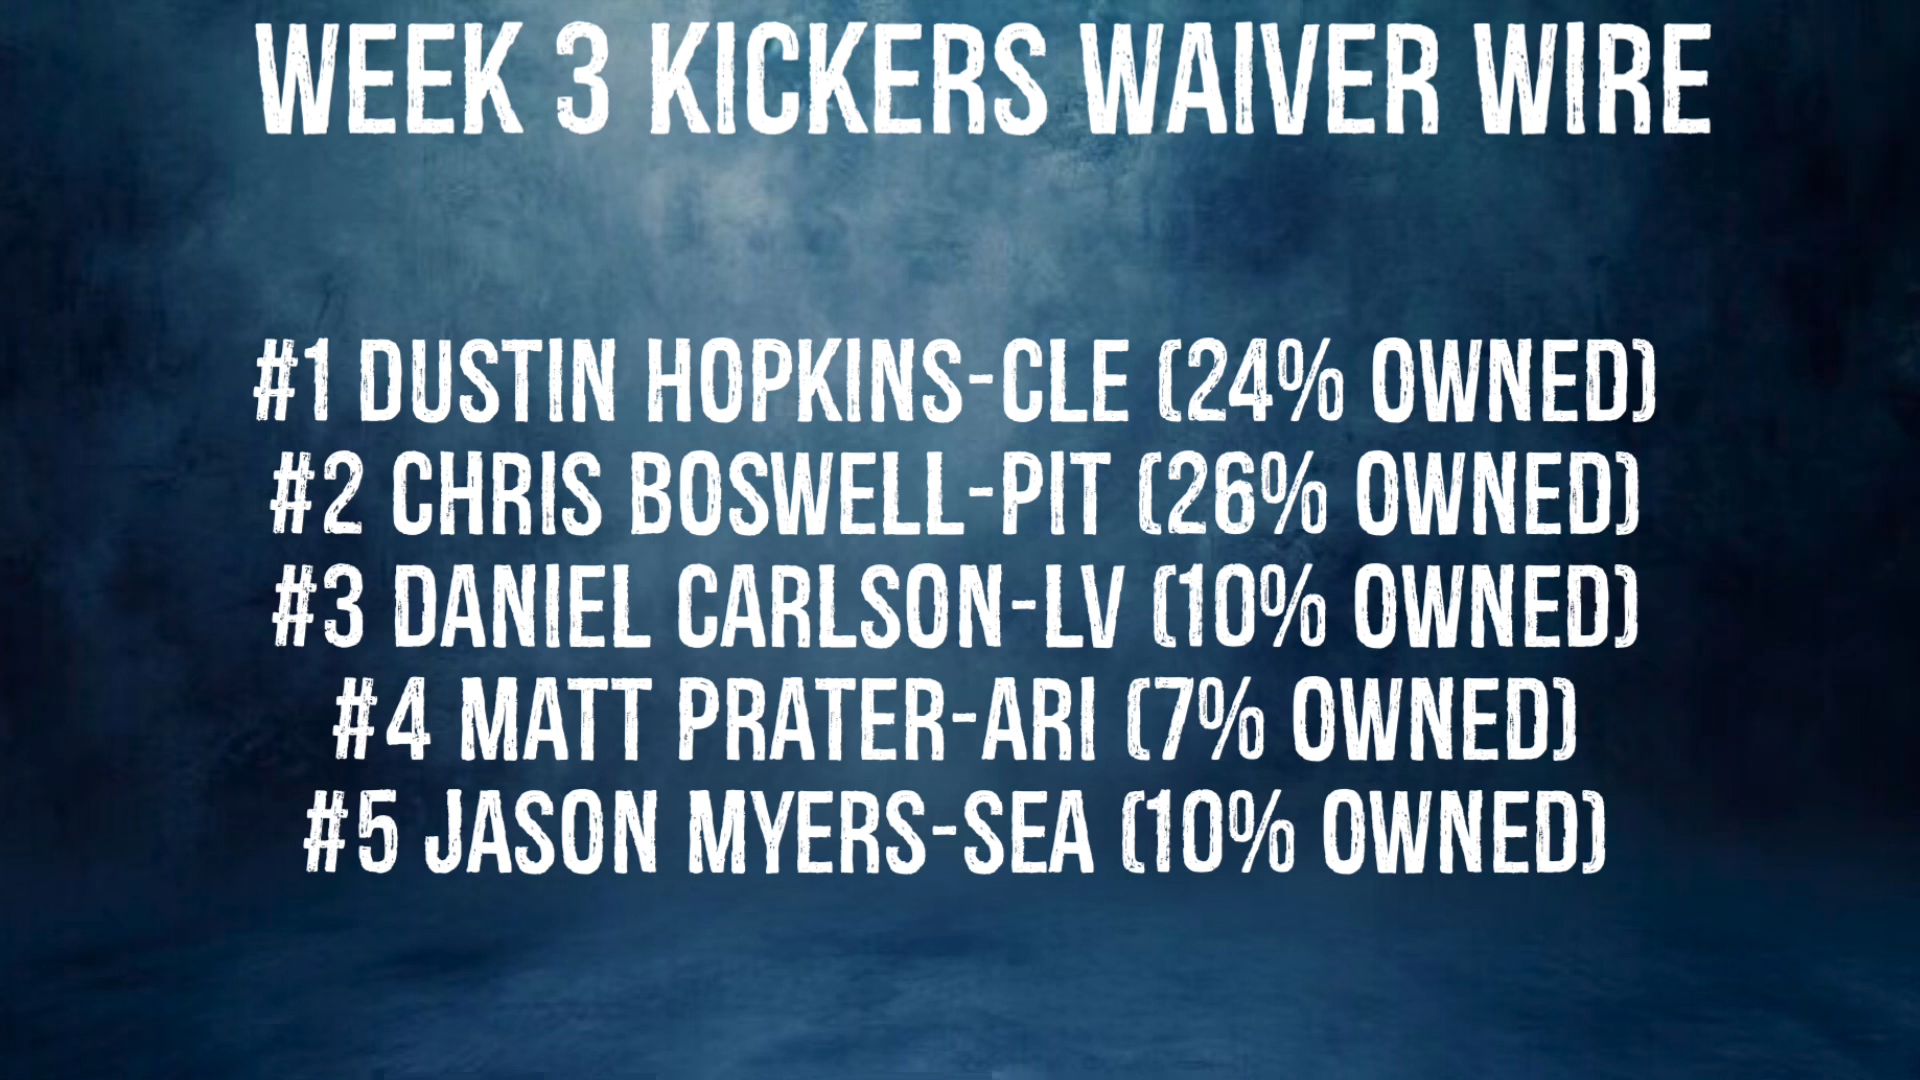 WEEK 3 KICKERS WAIVER WIRE
#1 DUSTIN HOPKINS-CLE (24% OWNED)
#2 CHRIS BOSWELL-PIT (26% OWNED)
#3 DANIEL CARLSON-LV (10% OWNED)
#4 MATT PRATER-ARI (7% OWNED)
#5 JASON MYERS-SEA (10% OWNED)